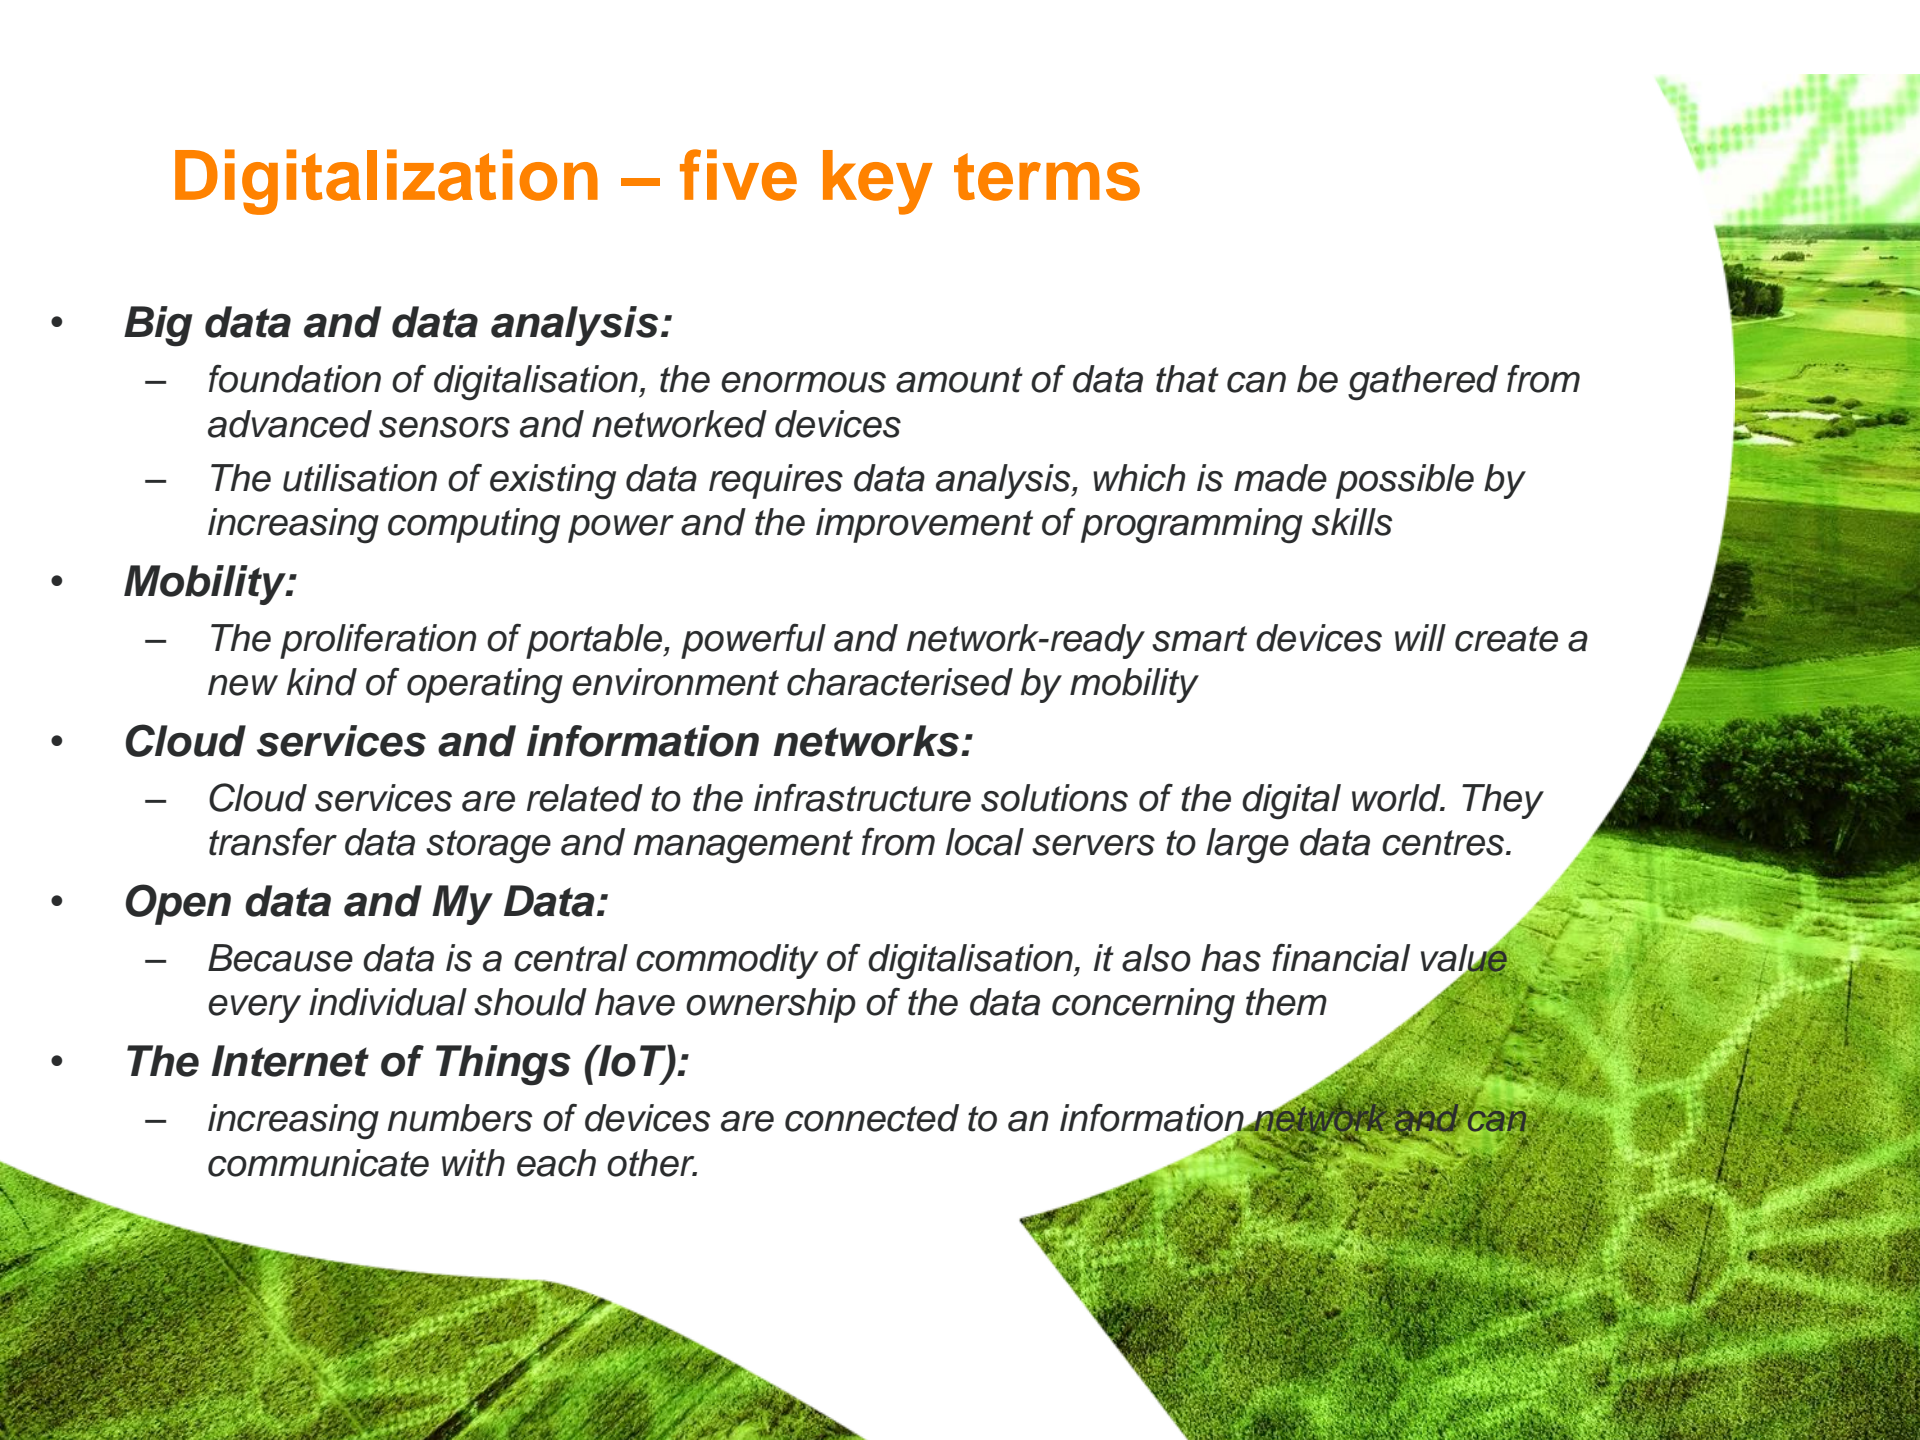 Digitalization – five key terms
• Big data and data analysis:
– foundation of digitalisation, the enormous amount of data that can be gathered from
advanced sensors and networked devices
– The utilisation of existing data requires data analysis, which is made possible by
increasing computing power and the improvement of programming skills
• Mobility:
– The proliferation of portable, powerful and network-ready smart devices will create a
new kind of operating environment characterised by mobility
• Cloud services and information networks:
– Cloud services are related to the infrastructure solutions of the digital world. They
transfer data storage and management from local servers to large data centres.
• Open data and My Data:
– Because data is a central commodity of digitalisation, it also has financial value
every individual should have ownership of the data concerning them
• The Internet of Things (IoT):
– increasing numbers of devices are connected to an information network and can
communicate with each other.